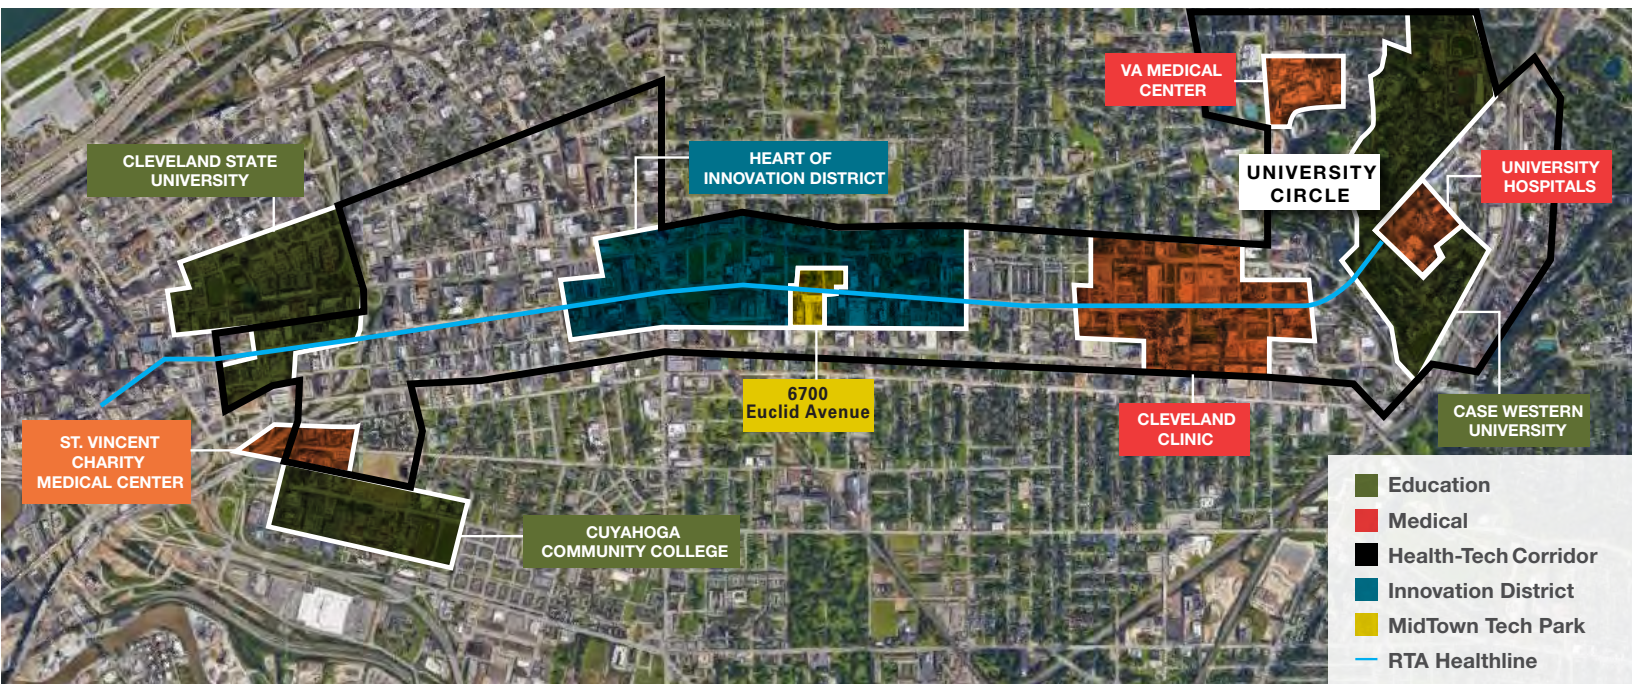 VA MEDICAL
CENTER
CLEVELAND STATE
UNIVERSITY
HEART OF
INNOVATION DISTRICT
UNIVERSITY
CIRCLE
UNIVERSITY
HOSPITALS
6700
Euclid Avenue
ST. VINCENT
CHARITY
MEDICAL CENTER
CLEVELAND
CLINIC
CASE WESTERN
UNIVERSITY
CUYAHOGA
COMMUNITY COLLEGE
Education
Medical
Health-Tech Corridor
Innovation District
MidTown Tech Park
RTA Healthline